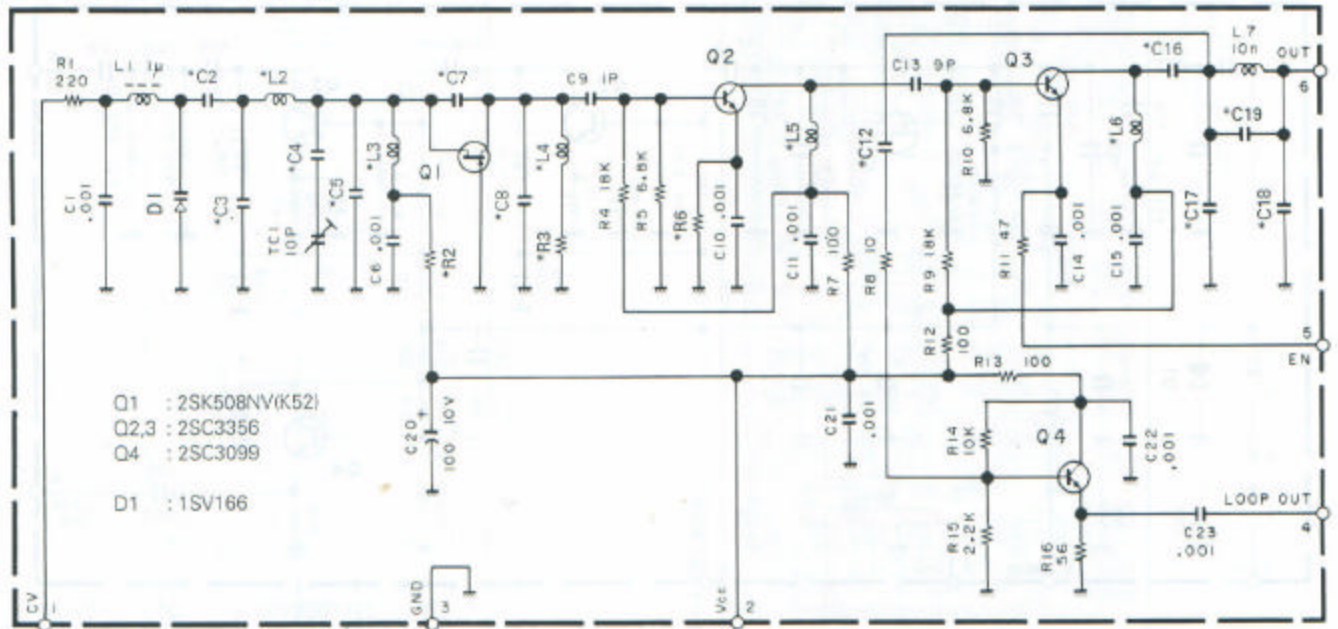 R1
220
L1 1μ
*C2
*L2
*C7
C9 1P
Q2
C13 9P
Q3
*C16
L7
10n
OUT
6
C1
.001
D1
*C3
*C4
TC1
10P
*C5
*L3
C6 .001
*R2
Q1
*C8
*L4
*R3
R4 18K
R5 6.8K
*R6
C10 .001
*L5
C11 .001
R7 100
*C12
R8 10
R9 18K
R10 6.8K
R11 47
C14 .001
*L6
C15 .001
*C19
*C17
*C18
R12
100
R13 100
5
EN
Q1 : 2SK508NV(K52)
Q2,3 : 2SC3356
Q4 : 2SC3099
D1 : 1SV166
C20 +
100 10V
C21
.001
R14
10K
Q4
C22
.001
R15
2.2K
R16
56
LOOP OUT
4
C23
.001
CV 1
GND 3
Vcc 2